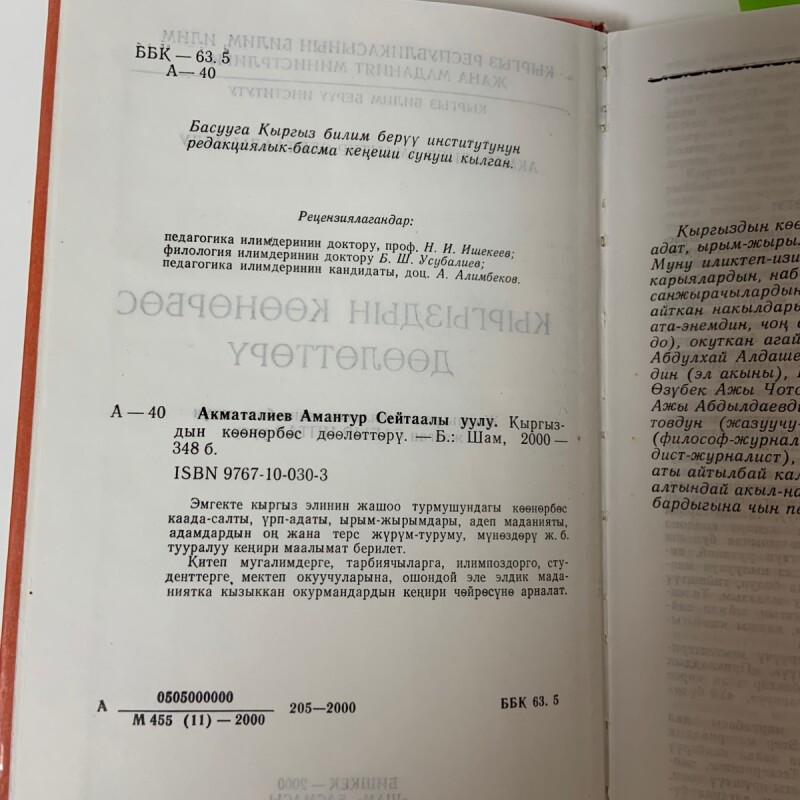 ББК — 63. 5
А — 40
Басууга Кыргыз билим берүү институтунун
редакциялык-басма кеңеши сунуш кылган.
Рецензиялагандар:
педагогика илимдеринин доктору, проф. Н. И. Ишекеев;
филология илимдеринин доктору Б. Ш. Усубалиев;
педагогика илимдеринин кандидаты, доц. А. Алимбеков.
А — 40 Акматалиев Амантур Сейтаалы уулу. Кыргыз-
дын көөнөрбөс дөөлөттөрү. — Б.: Шам, 2000 —
348 б.
ISBN 9767-10-030-3
Эмгекте кыргыз элинин жашоо турмушундагы көөнөрбөс
каада-салты, үрп-адаты, ырым-жырымдары, адеп маданияты,
адамдардын оң жана терс жүрүм-туруму, мүнөздөрү ж. б.
тууралуу кеңири маалымат берилет.
Китеп мугалимдерге, тарбиячыларга, илимпоздорго, сту-
денттерге, мектеп окуучуларына, ошондой эле элдик мада-
ниятка кызыккан окурмандардын кеңири чөйрөсүнө арналат.
А 0505000000 205—2000 ББК 63. 5
М 455 (11) — 2000
Кыргыздын көө
адат, ырым-жыры
Муну иликтеп-изи
карыялардын, наб
санжырачылардын
айткан накылдары
ата-энемдин, чоң
до), окуткан агай
Абдулхай Алдаше
дин (эл акыны),
Өзүбек Ажы Чото
Ажы Абдылдаевд
товдун (жазуучу-
(философ-журнал
дист-журналист),
аты айтылбай кал
алтындай акыл-на
бардыгына чын пе